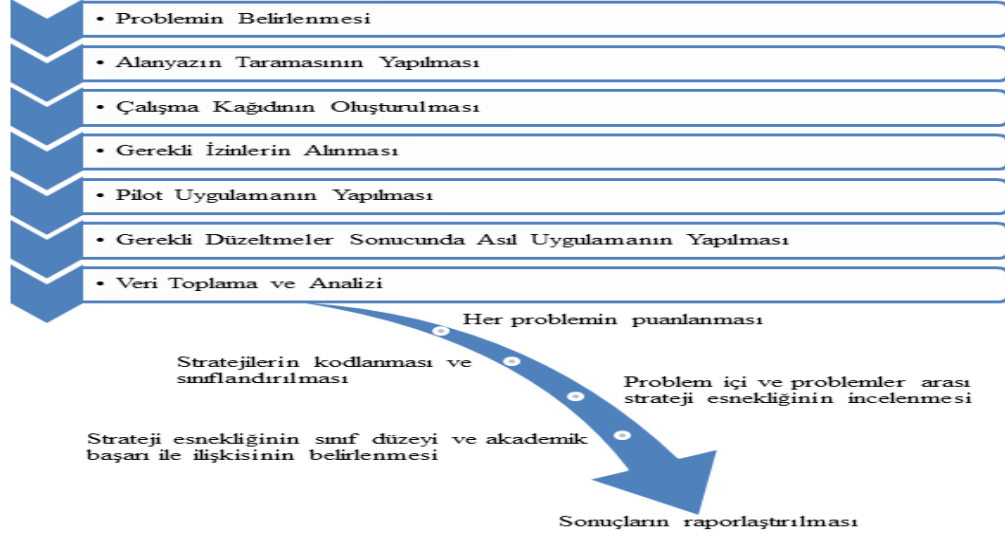 • Problemin Belirlenmesi
• Alanyazın Taramasının Yapılması
• Çalışma Kağıdının Oluşturulması
• Gerekli İzinlerin Alınması
• Pilot Uygulamanın Yapılması
• Gerekli Düzeltmeler Sonucunda Asıl Uygulamanın Yapılması
• Veri Toplama ve Analizi
Her problemin puanlanması
Stratejilerin kodlanması ve
sınıflandırılması
Problem içi ve problemler arası
strateji esnekliğinin incelenmesi
Strateji esnekliğinin sınıf düzeyi ve akademik
başarı ile ilişkisinin belirlenmesi
Sonuçların raporlaştırılması